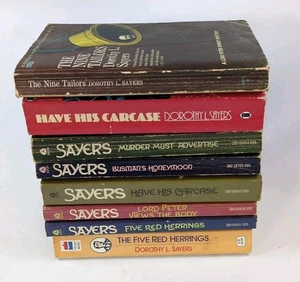 THE
NINE
TAILORS
Dorothy L.
Sayers
The Nine Tailors DOROTHY L. SAYERS
HAVE HIS CARCASE DOROTHY L SAYERS
SAYERS MURDER MUST ADVERTISE
SAYERS BUSMAN'S HONEYMOON
SAYERS HAVE HIS CARCASE
SAYERS LORD PETER
VIEWS THE BODY
SAYERS FIVE RED HERRINGS
THE FIVE RED HERRINGS
DOROTHY L. SAYERS